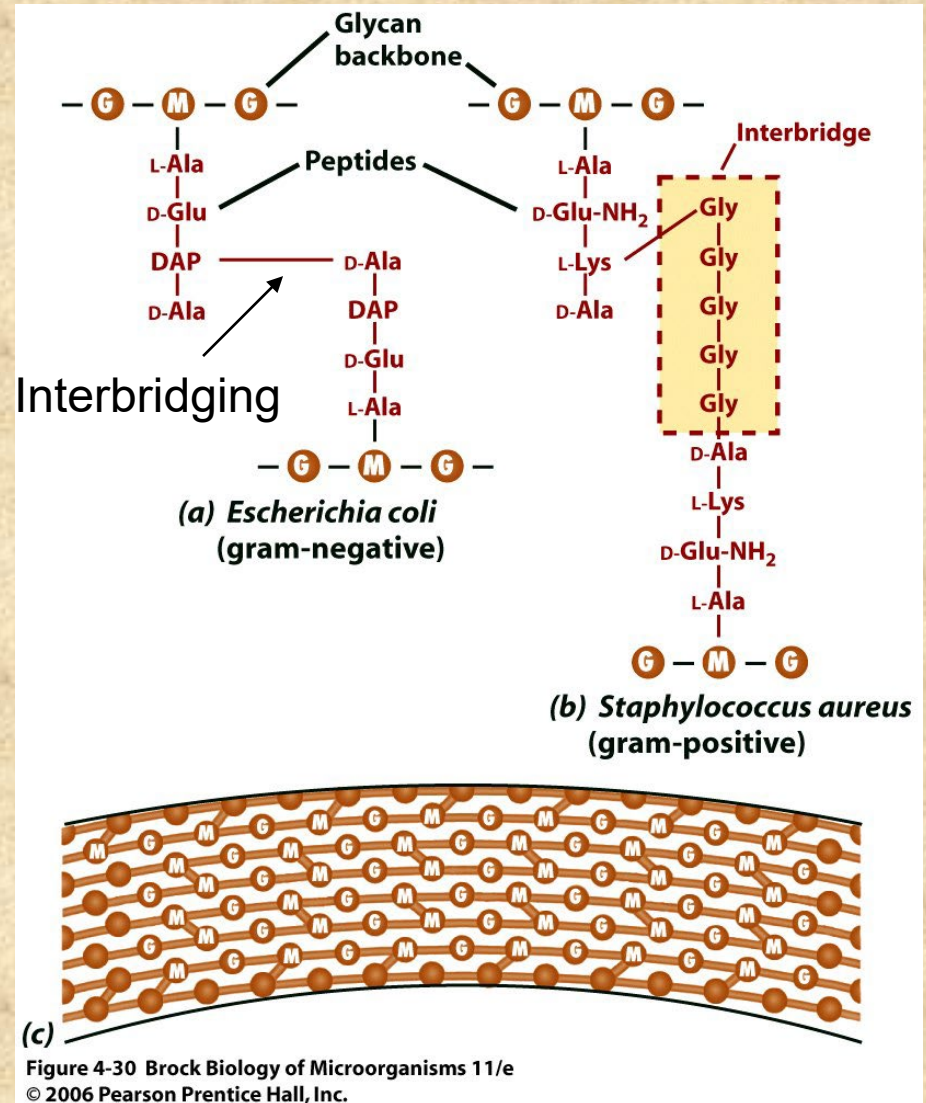 Glycan
backbone
G M G
G M G
Interbridge
Peptides
L-Ala
D-Glu
DAP
D-Ala
D-Ala
DAP
D-Glu
L-Ala
G M G
Interbridging
(a) Escherichia coli
(gram-negative)
L-Ala
D-Glu-NH₂
L-Lys
D-Ala
Gly
Gly
Gly
Gly
Gly
D-Ala
L-Lys
D-Glu-NH₂
L-Ala
G M G
(b) Staphylococcus aureus
(gram-positive)
M G M G M G M G M G M G M
M G M G M G M G M G M G M
M G M G M G M G M G M G M
G M G M G M G M G M G M G
(c)
Figure 4-30 Brock Biology of Microorganisms 11/e
© 2006 Pearson Prentice Hall, Inc.